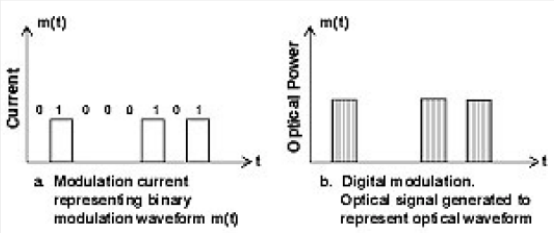 m(t)
Current
0 1 0 0 0 1 0 1
t
a. Modulation current
representing binary
modulation waveform m(t)
m(t)
Optical Power
t
b. Digital modulation.
Optical signal generated to
represent optical waveform